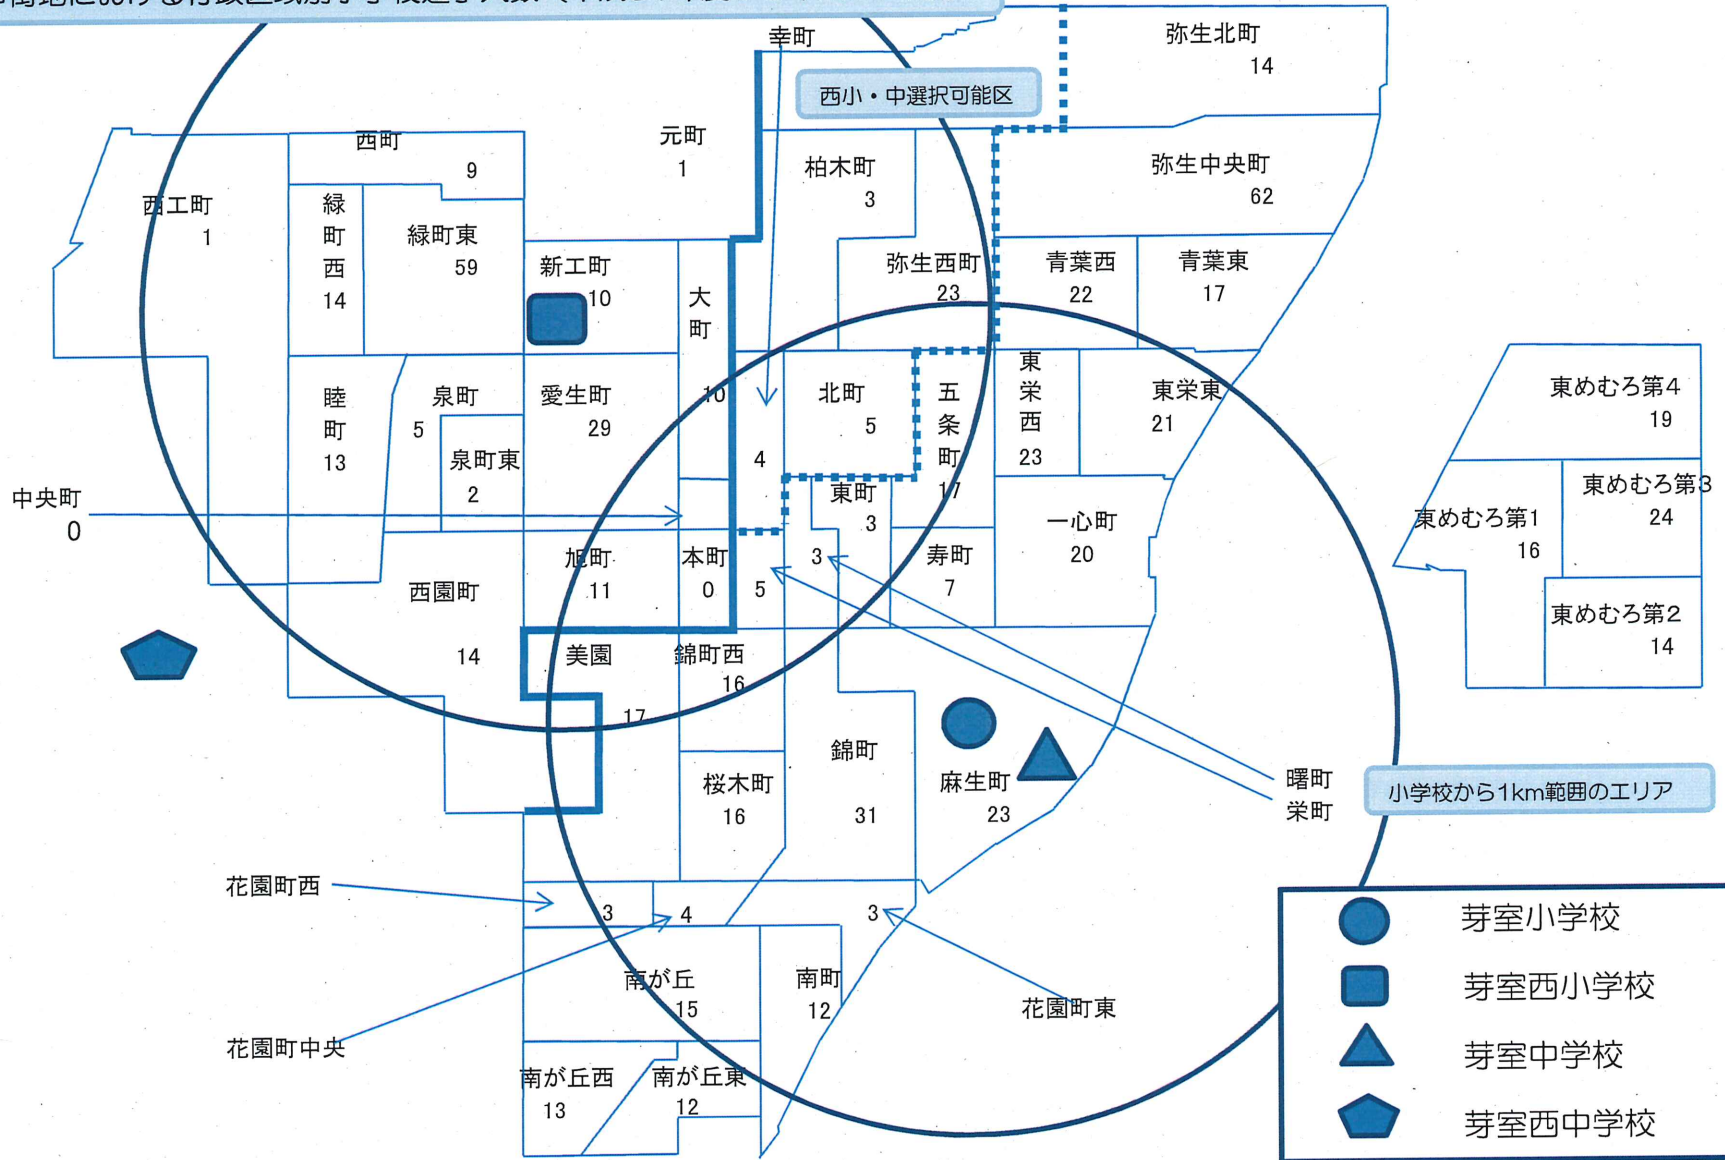 幸町
弥生北町
14
西小・中選択可能区
西町
9
元町
1
柏木町
3
弥生中央町
62
西工町
1
緑町西
14
緑町東
59
新工町
10
大町
10
弥生西町
23
青葉西
22
青葉東
17
睦町
13
泉町
5
泉町東
2
愛生町
29
4
北町
5
五条町
17
東栄西
23
東栄東
21
東めむろ第4
19
中央町
0
東町
3
一心町
20
東めむろ第1
16
東めむろ第3
24
西園町
14
旭町
11
本町
0
5
3
寿町
7
東めむろ第2
14
美園
17
錦町西
16
錦町
31
桜木町
16
麻生町
23
曙町
栄町
小学校から1km範囲のエリア
花園町西
3
4
3
花園町中央
南が丘
15
南町
12
花園町東
南が丘西
13
南が丘東
12
芽室小学校
芽室西小学校
芽室中学校
芽室西中学校